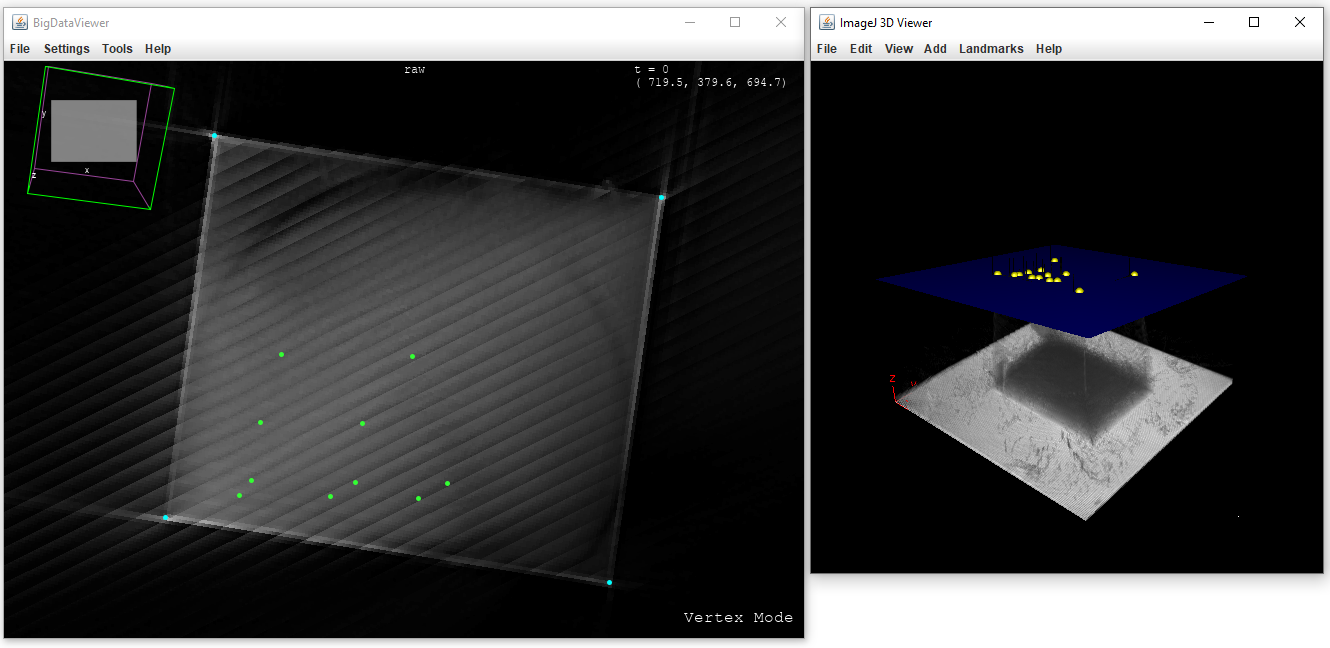 BigDataViewer
File Settings Tools Help
raw
t = 0
( 719.5, 379.6, 694.7)
y
x
z
Vertex Mode
ImageJ 3D Viewer
File Edit View Add Landmarks Help
Z